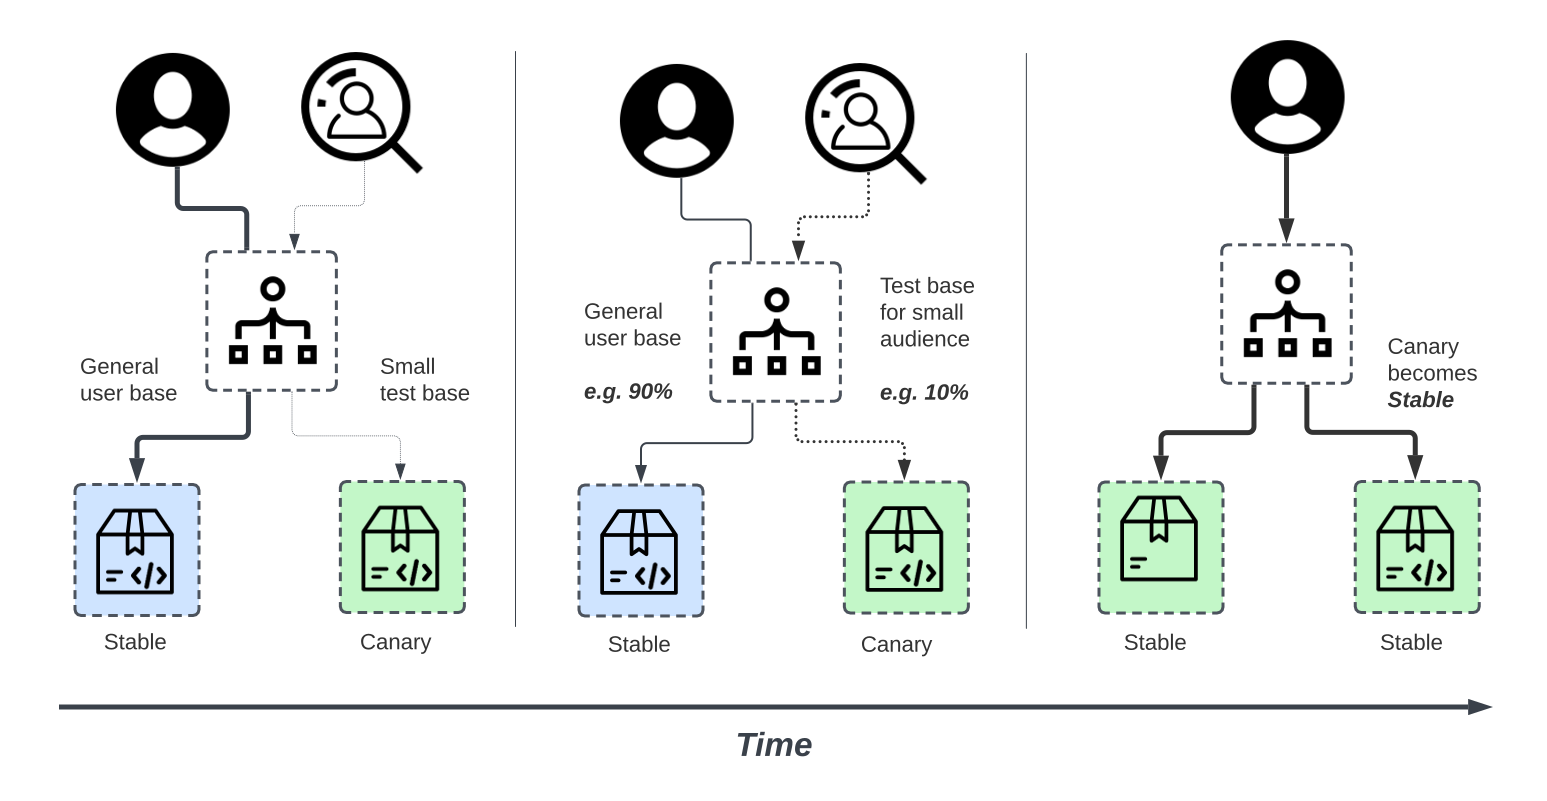 General
user base
Small
test base
Stable
Canary
General
user base
e.g. 90%
Test base
for small
audience
e.g. 10%
Stable
Canary
Canary
becomes
Stable
Stable
Stable
Time